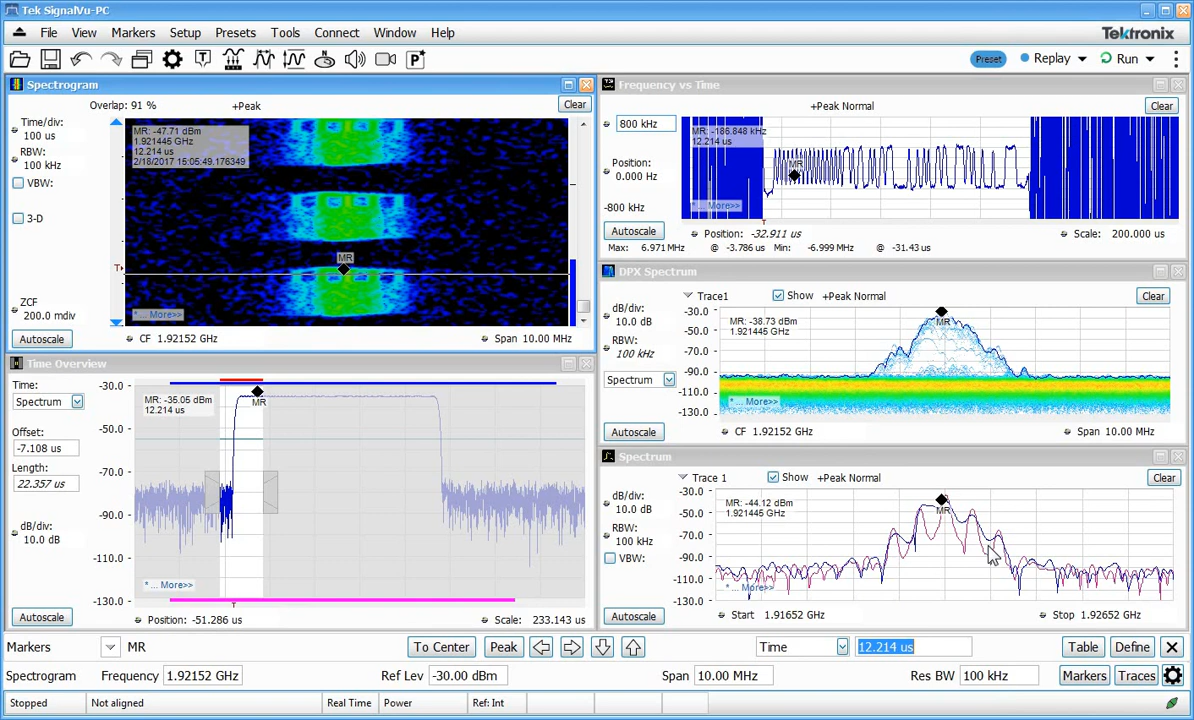 Tek SignalVu-PC
File View Markers Setup Presets Tools Connect Window Help
Tektronix
Preset Replay Run
Spectrogram
Overlap: 91 % +Peak Clear
Time/div:
100 us
RBW:
100 kHz
VBW:
3-D
ZCF
200.0 mdiv
Autoscale
MR: -47.71 dBm
1.921445 GHz
12.214 us
2/18/2017 15:05:49.176349
MR
T
* ... More>>
CF 1.92152 GHz Span 10.00 MHz
Frequency vs Time
+Peak Normal Clear
800 kHz
Position:
0.000 Hz
-800 kHz
Autoscale
MR: -186.848 kHz
12.214 us
MR
* ... More>>
T
Position: -32.911 us Scale: 200.000 us
Max: 6.971 MHz @ -3.786 us Min: -6.999 MHz @ -31.43 us
DPX Spectrum
Trace1 Show +Peak Normal Clear
dB/div:
10.0 dB
RBW:
100 kHz
Spectrum
Autoscale
-30.0
-50.0
-70.0
-90.0
-110.0
-130.0
MR: -38.73 dBm
1.921445 GHz
MR
* ... More>>
CF 1.92152 GHz Span 10.00 MHz
Time Overview
Time:
Spectrum
Offset:
-7.108 us
Length:
22.357 us
dB/div:
10.0 dB
Autoscale
-30.0
-50.0
-70.0
-90.0
-110.0
-130.0
MR: -36.06 dBm
12.214 us
MR
* ... More>>
T
Position: -51.286 us Scale: 233.143 us
Spectrum
Trace 1 Show +Peak Normal Clear
dB/div:
10.0 dB
RBW:
100 kHz
VBW:
Autoscale
-30.0
-50.0
-70.0
-90.0
-110.0
-130.0
MR: -44.12 dBm
1.921445 GHz
MR
* ... More>>
Start 1.91652 GHz Stop 1.92652 GHz
Markers MR To Center Peak Time 12.214 us Table Define
Spectrogram Frequency 1.92152 GHz Ref Lev -30.00 dBm Span 10.00 MHz Res BW 100 kHz Markers Traces
Stopped Not aligned Real Time Power Ref: Int